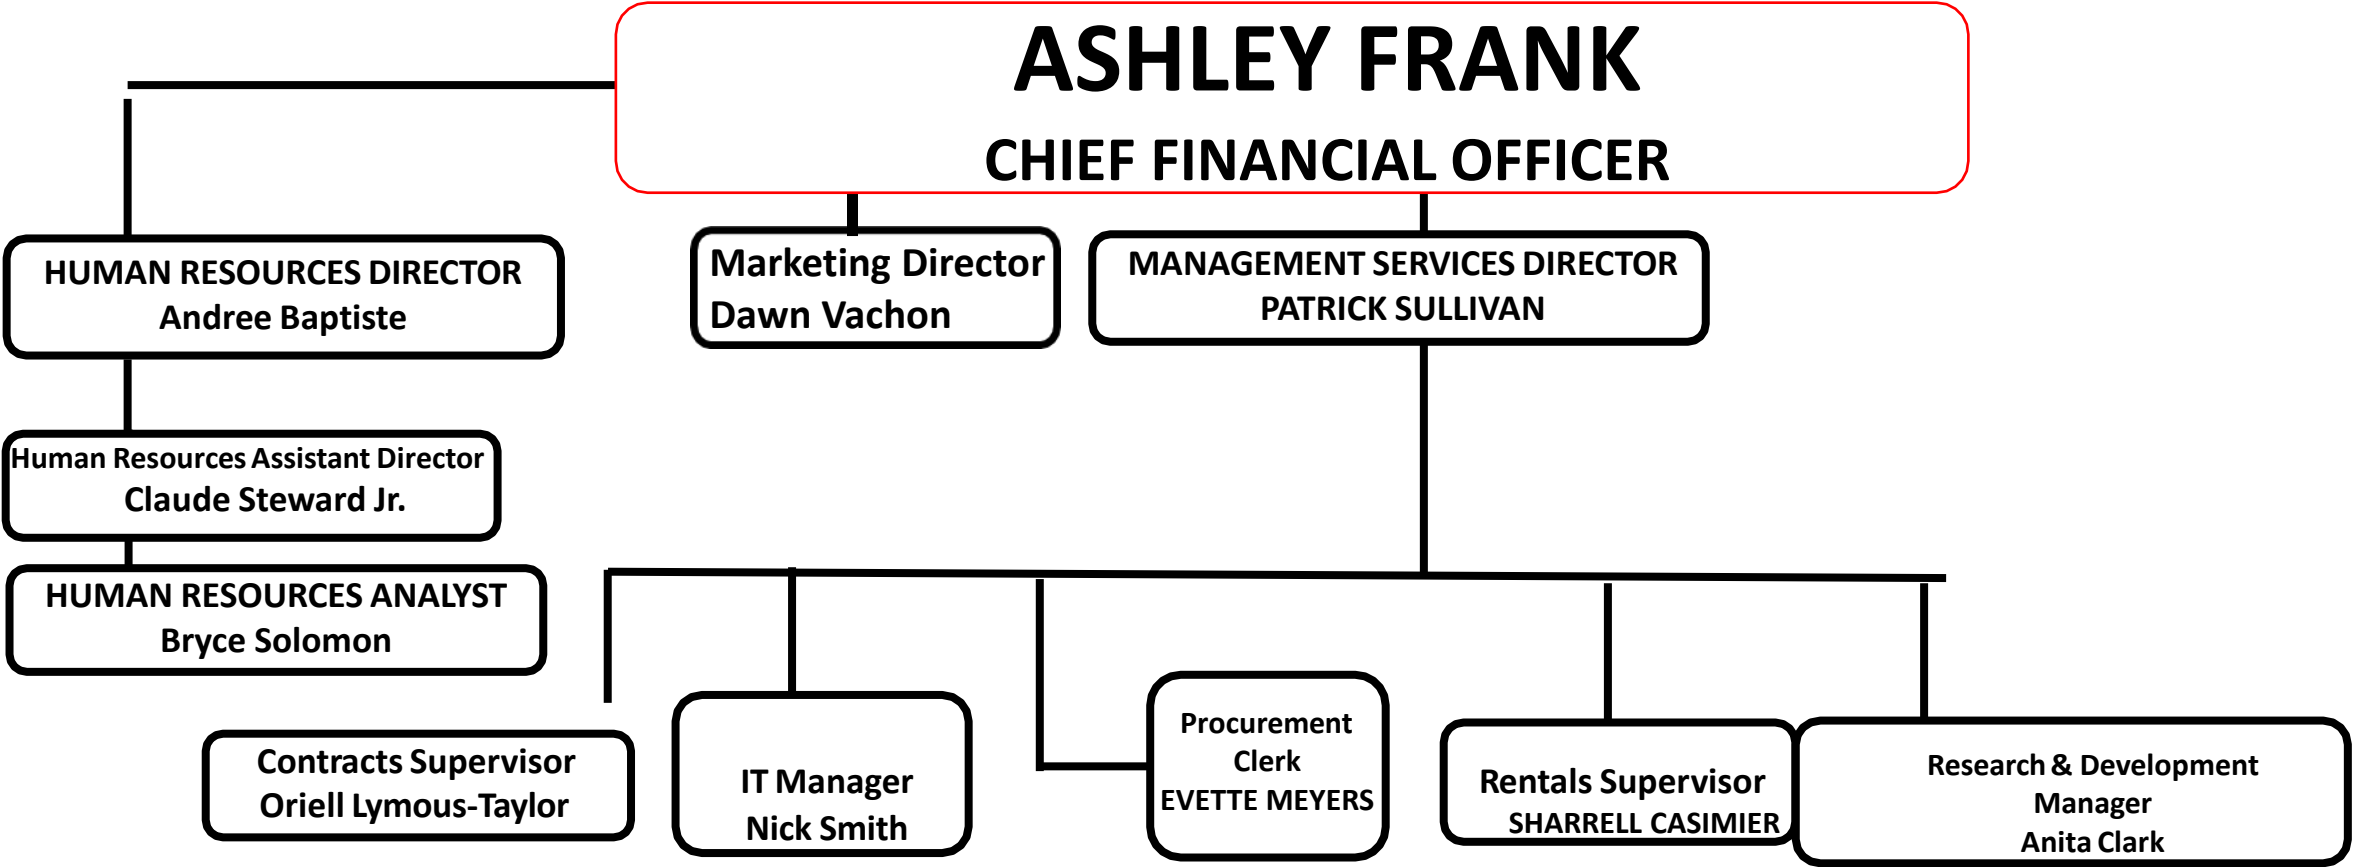 ASHLEY FRANK
CHIEF FINANCIAL OFFICER
HUMAN RESOURCES DIRECTOR
Andree Baptiste
Marketing Director
Dawn Vachon
MANAGEMENT SERVICES DIRECTOR
PATRICK SULLIVAN
Human Resources Assistant Director
Claude Steward Jr.
HUMAN RESOURCES ANALYST
Bryce Solomon
Contracts Supervisor
Oriell Lymous-Taylor
IT Manager
Nick Smith
Procurement
Clerk
EVETTE MEYERS
Rentals Supervisor
SHARRELL CASIMIER
Research & Development
Manager
Anita Clark